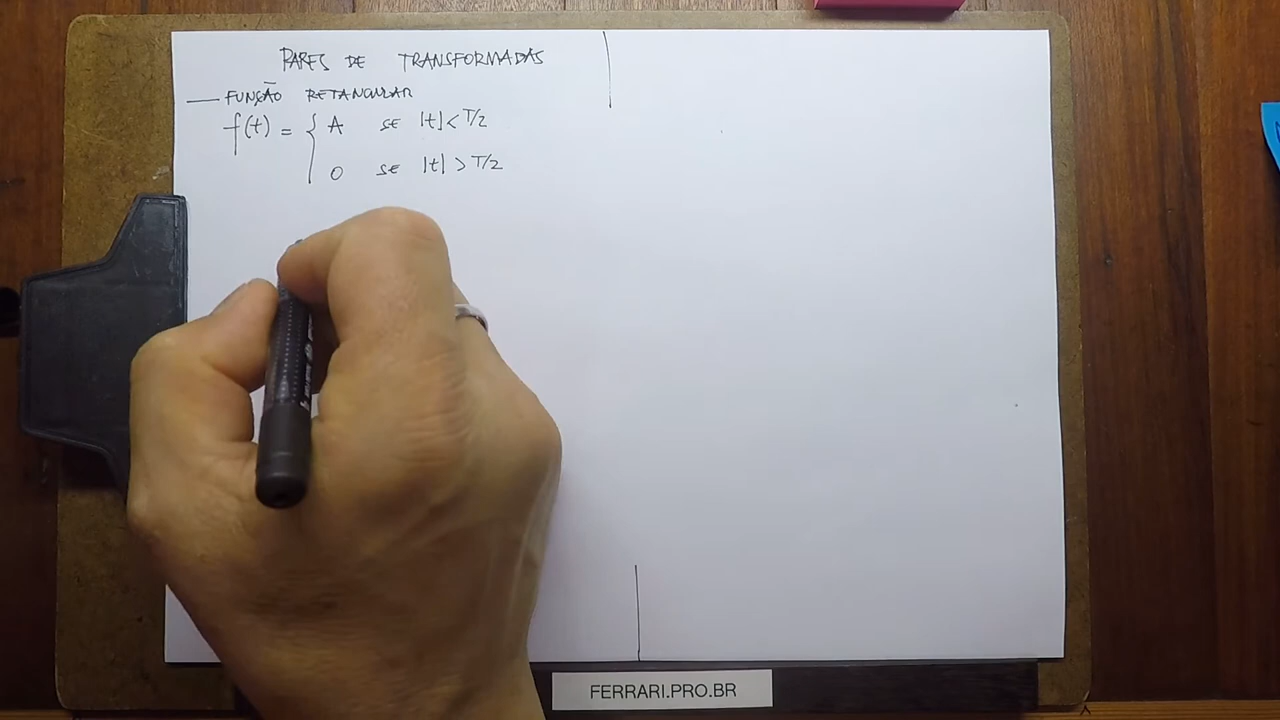 PARES DE TRANSFORMADAS
— FUNÇÃO RETANGULAR
f(t) = { A SE |t| < T/2
0 SE |t| > T/2
FERRARI.PRO.BR